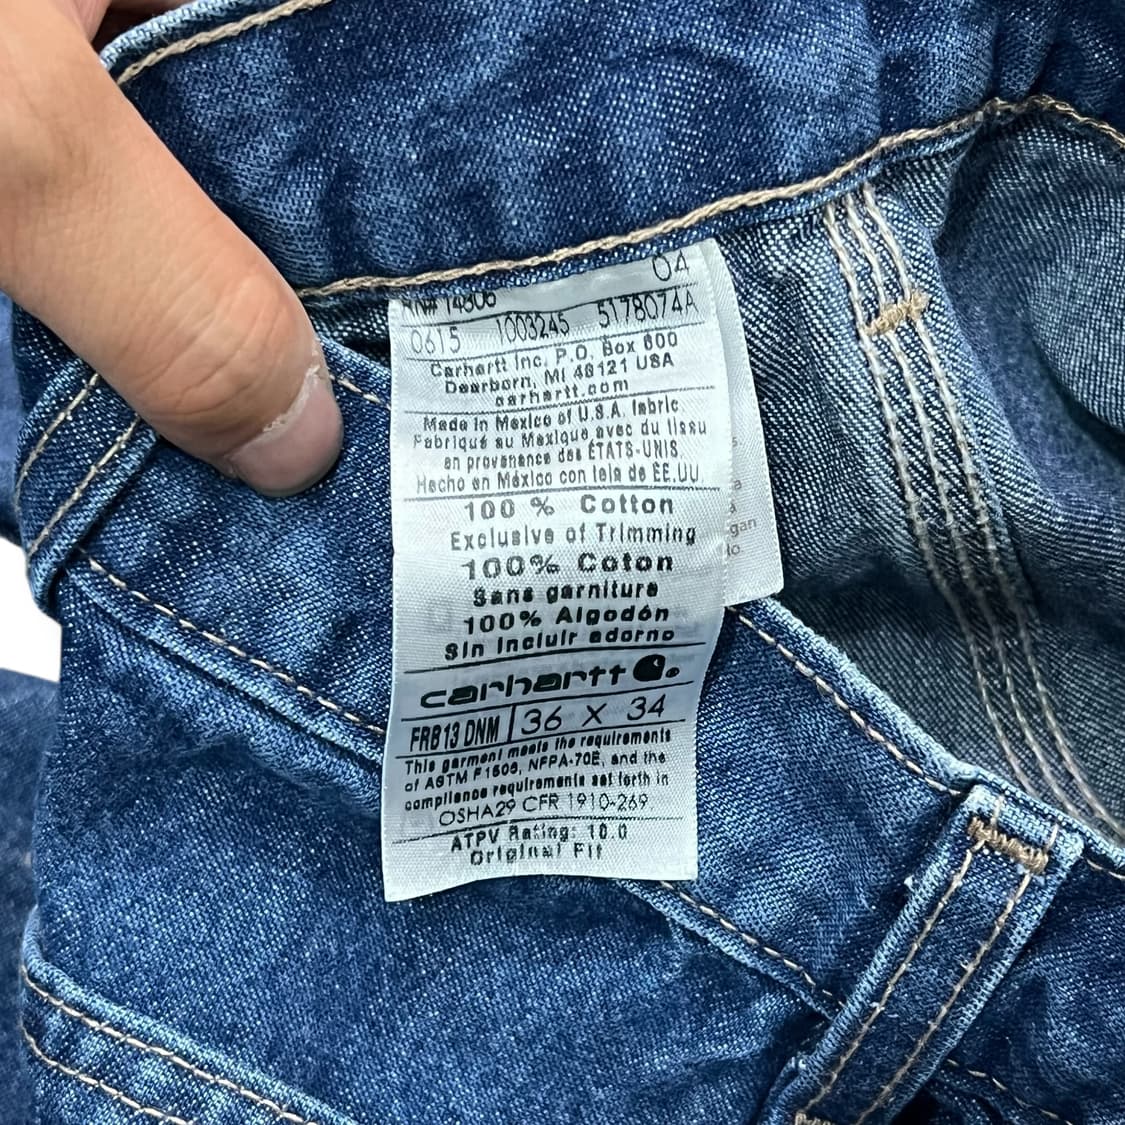 RN# 14806 04
0615 1003245 5178074A
Carhartt Inc. P.O. Box 600
Dearborn, MI 48121 USA
carhartt.com
Made in Mexico of U.S.A. fabric
Fabriqué au Mexique avec du tissu
en provenance des ÉTATS-UNIS.
Hecho en México con tela de EE.UU.
100 % Cotton
Exclusive of Trimming
100% Coton
Sans garniture
100% Algodón
Sin incluir adorno
carhartt
FRB13 DNM 36 X 34
This garment meets the requirements
of ASTM F1506, NFPA-70E, and the
compliance requirements set forth in
OSHA29 CFR 1910-269
ATPV Rating: 10.0
Original Fit